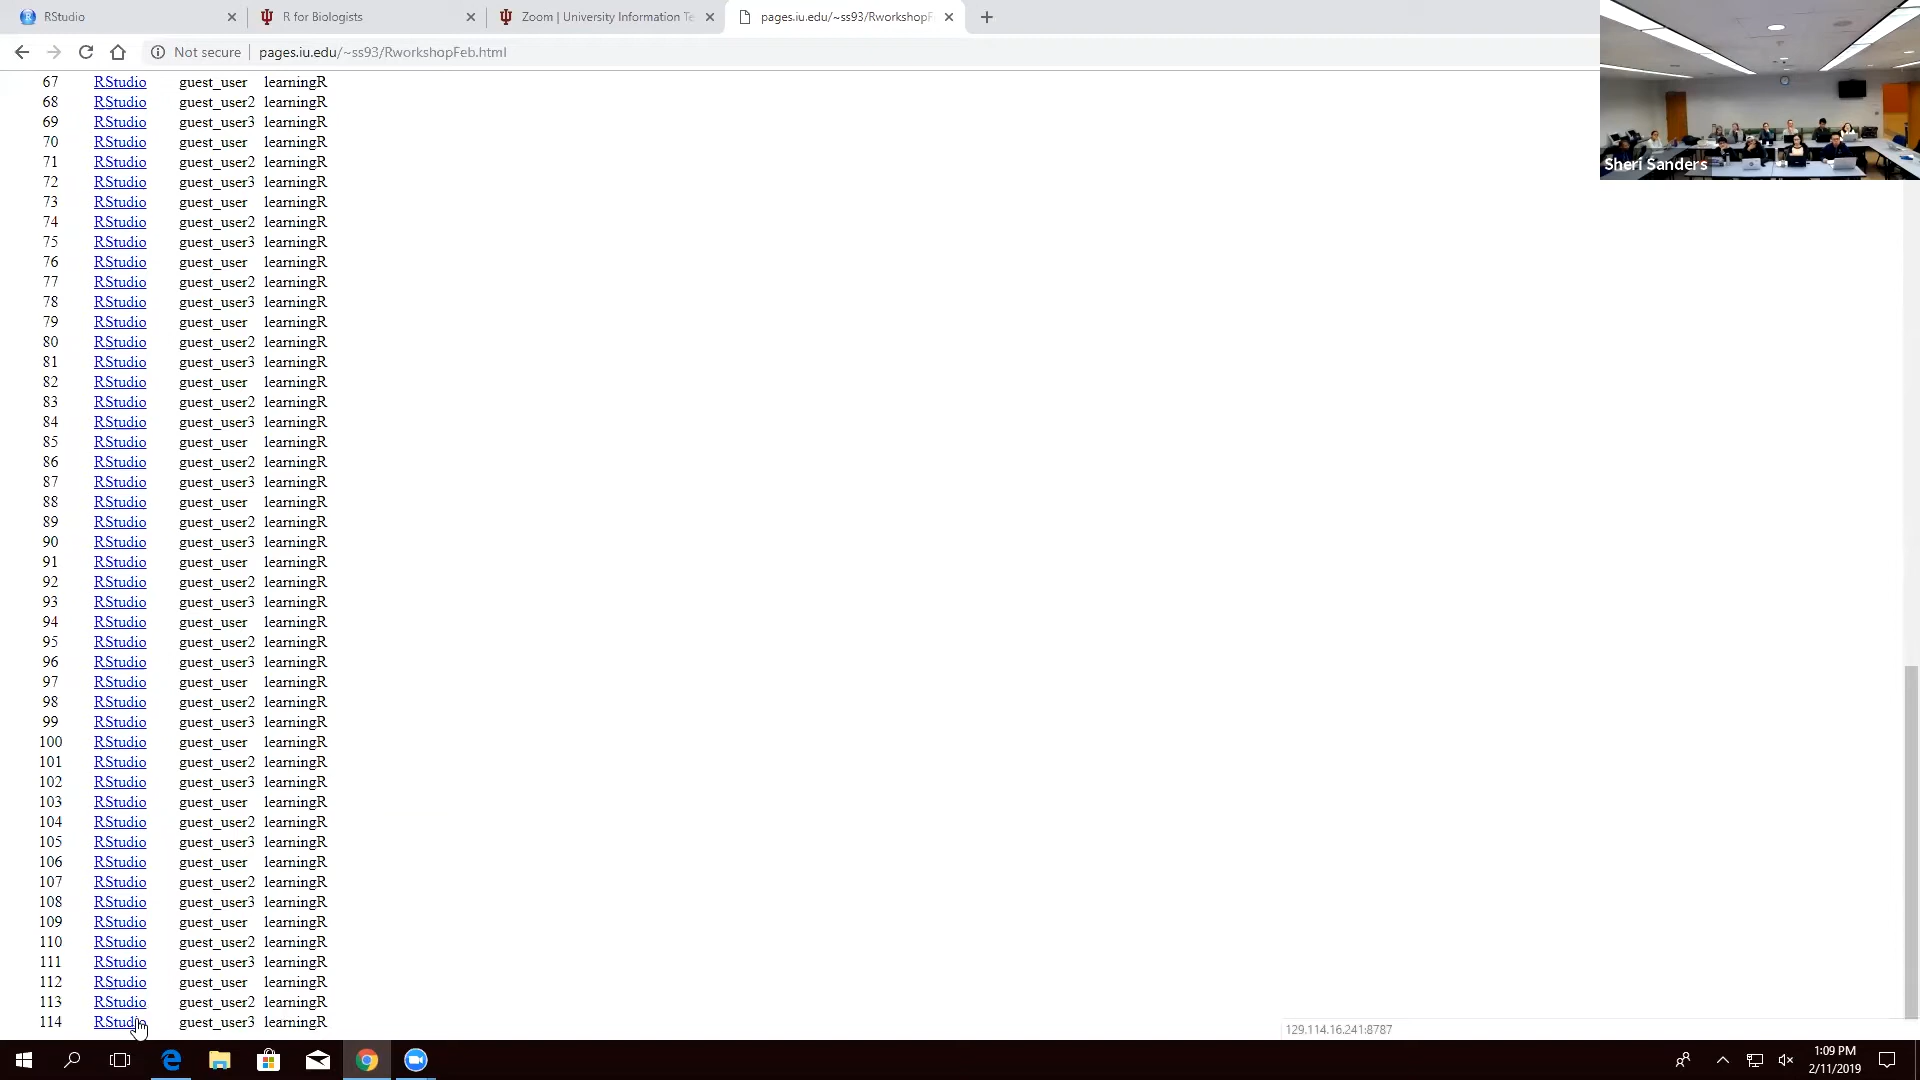 RStudio
R for Biologists
Zoom | University Information Te
pages.iu.edu/~ss93/RworkshopF
Not secure
pages.iu.edu/~ss93/RworkshopFeb.html
Sheri Sanders
67 RStudio guest_user learningR
68 RStudio guest_user2 learningR
69 RStudio guest_user3 learningR
70 RStudio guest_user learningR
71 RStudio guest_user2 learningR
72 RStudio guest_user3 learningR
73 RStudio guest_user learningR
74 RStudio guest_user2 learningR
75 RStudio guest_user3 learningR
76 RStudio guest_user learningR
77 RStudio guest_user2 learningR
78 RStudio guest_user3 learningR
79 RStudio guest_user learningR
80 RStudio guest_user2 learningR
81 RStudio guest_user3 learningR
82 RStudio guest_user learningR
83 RStudio guest_user2 learningR
84 RStudio guest_user3 learningR
85 RStudio guest_user learningR
86 RStudio guest_user2 learningR
87 RStudio guest_user3 learningR
88 RStudio guest_user learningR
89 RStudio guest_user2 learningR
90 RStudio guest_user3 learningR
91 RStudio guest_user learningR
92 RStudio guest_user2 learningR
93 RStudio guest_user3 learningR
94 RStudio guest_user learningR
95 RStudio guest_user2 learningR
96 RStudio guest_user3 learningR
97 RStudio guest_user learningR
98 RStudio guest_user2 learningR
99 RStudio guest_user3 learningR
100 RStudio guest_user learningR
101 RStudio guest_user2 learningR
102 RStudio guest_user3 learningR
103 RStudio guest_user learningR
104 RStudio guest_user2 learningR
105 RStudio guest_user3 learningR
106 RStudio guest_user learningR
107 RStudio guest_user2 learningR
108 RStudio guest_user3 learningR
109 RStudio guest_user learningR
110 RStudio guest_user2 learningR
111 RStudio guest_user3 learningR
112 RStudio guest_user learningR
113 RStudio guest_user2 learningR
114 RStudio guest_user3 learningR
129.114.16.241:8787
1:09 PM
2/11/2019